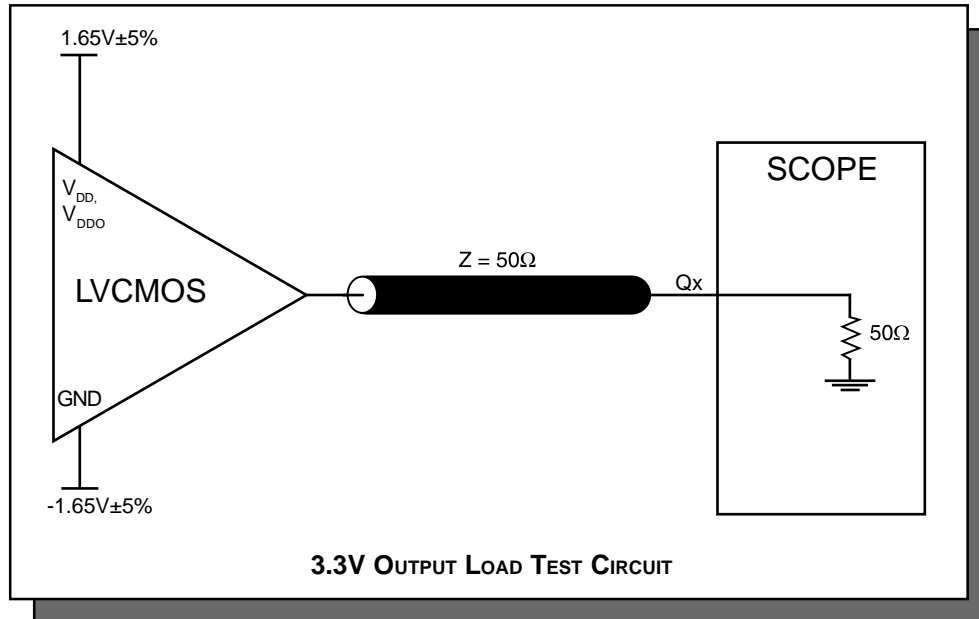 1.65V±5%
SCOPE
V_DD,
V_DDO
Z = 50Ω
LVCMOS
Qx
50Ω
GND
-1.65V±5%
3.3V OUTPUT LOAD TEST CIRCUIT